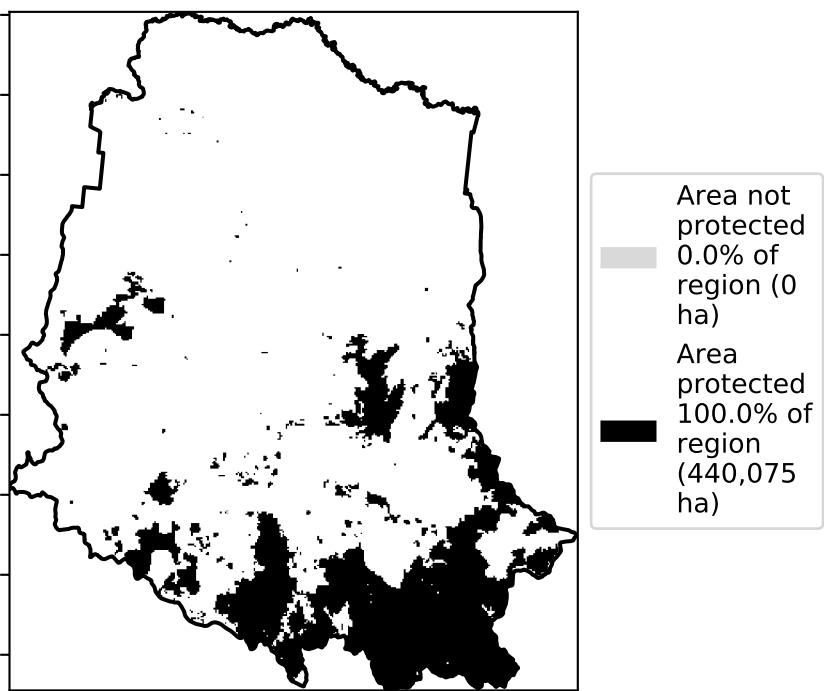 Area not
protected
0.0% of
region (0
ha)
Area
protected
100.0% of
region
(440,075
ha)